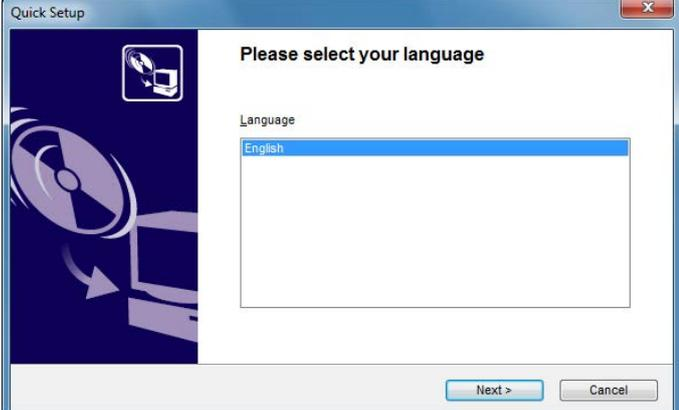 Quick Setup
Please select your language
Language
English
Next >
Cancel